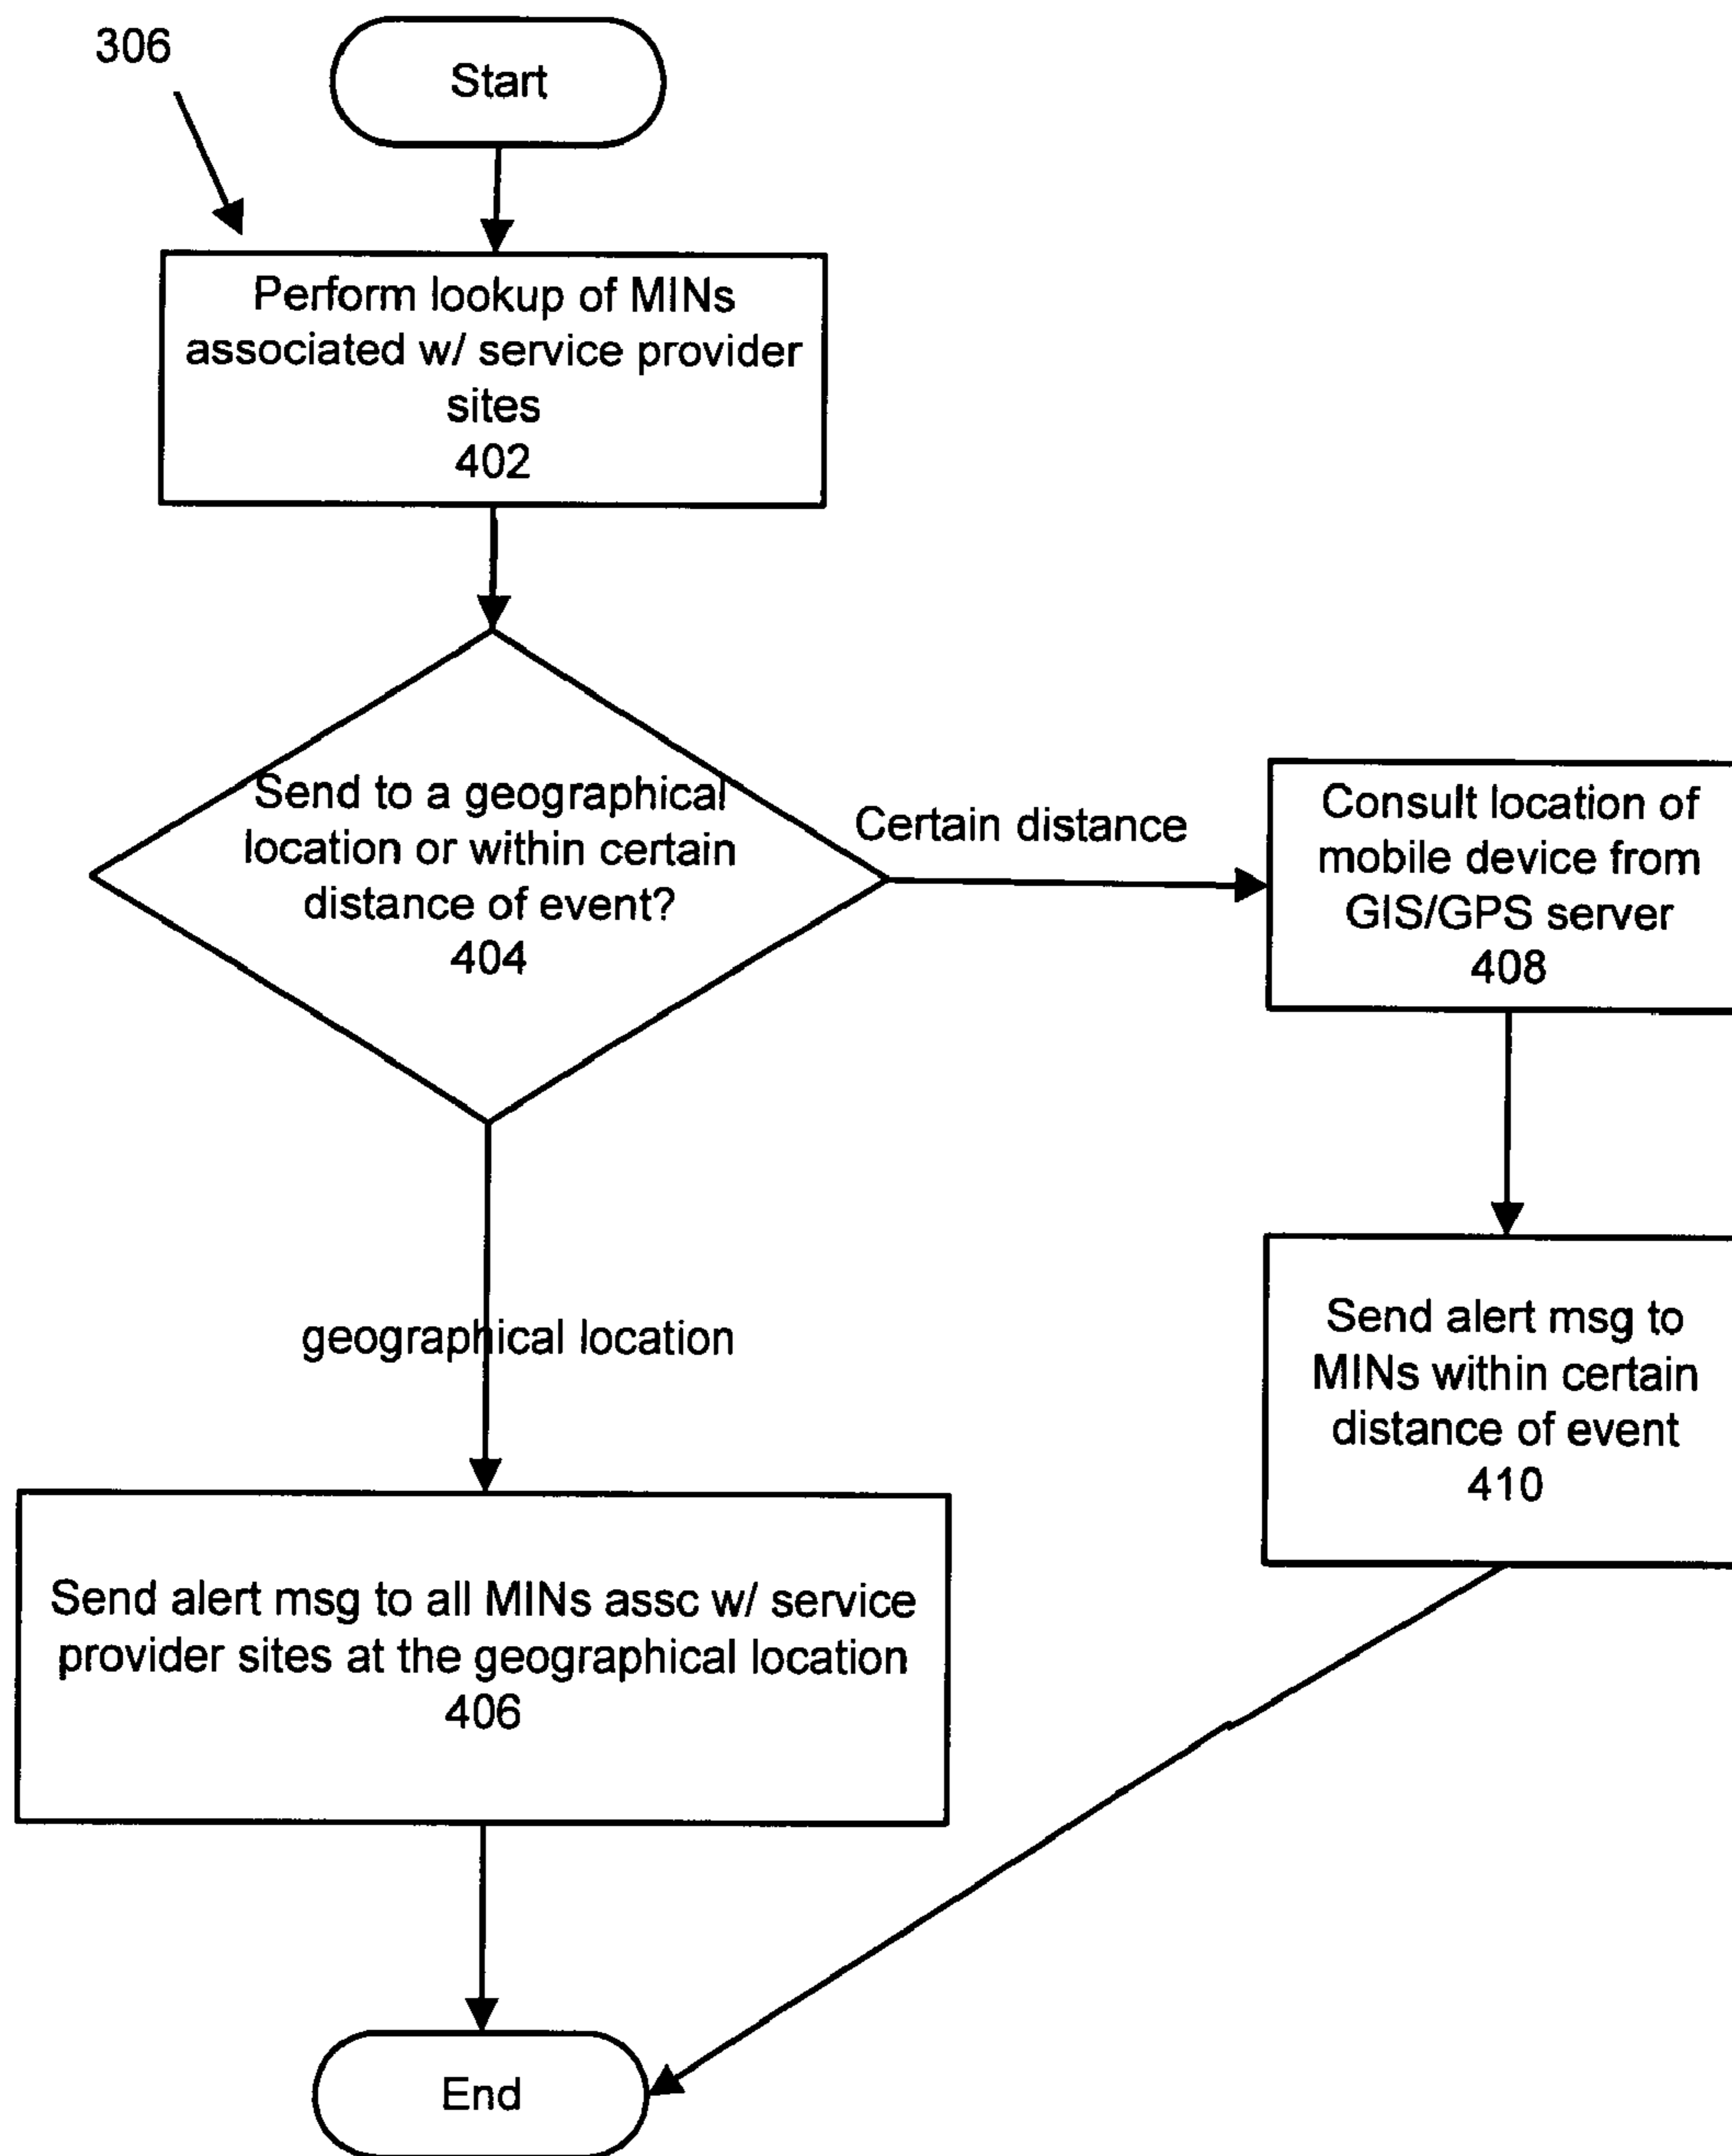 306
Start
Perform lookup of MINs
associated w/ service provider
sites
402
Send to a geographical
location or within certain
distance of event?
404
Certain distance
Consult location of
mobile device from
GIS/GPS server
408
geographical location
Send alert msg to
MINs within certain
distance of event
410
Send alert msg to all MINs assc w/ service
provider sites at the geographical location
406
End